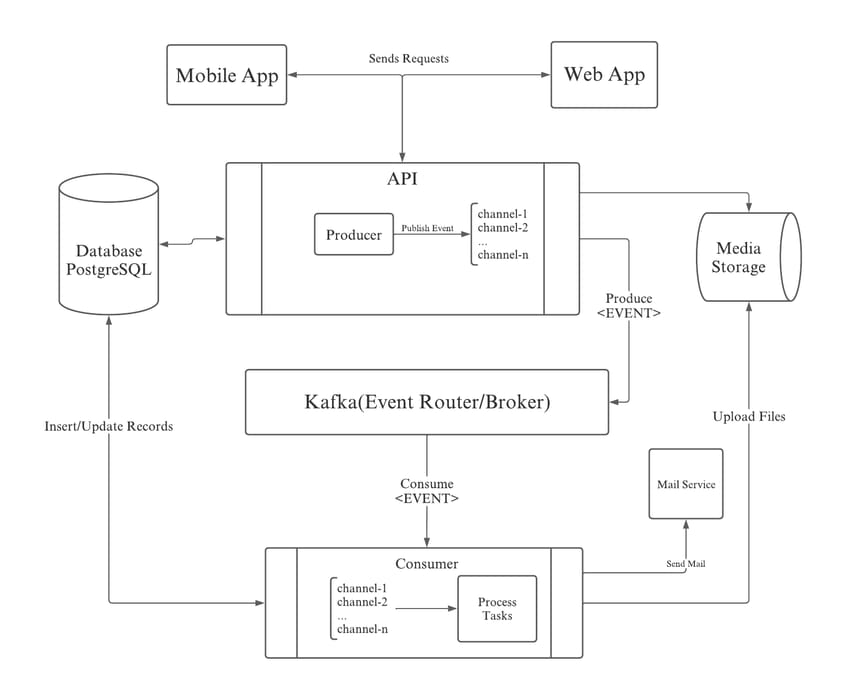 Sends Requests
Mobile App
Web App
API
Producer
Publish Event
channel-1
channel-2
...
channel-n
Database
PostgreSQL
Media
Storage
Produce
<EVENT>
Kafka(Event Router/Broker)
Insert/Update Records
Upload Files
Consume
<EVENT>
Mail Service
Send Mail
Consumer
channel-1
channel-2
...
channel-n
Process
Tasks